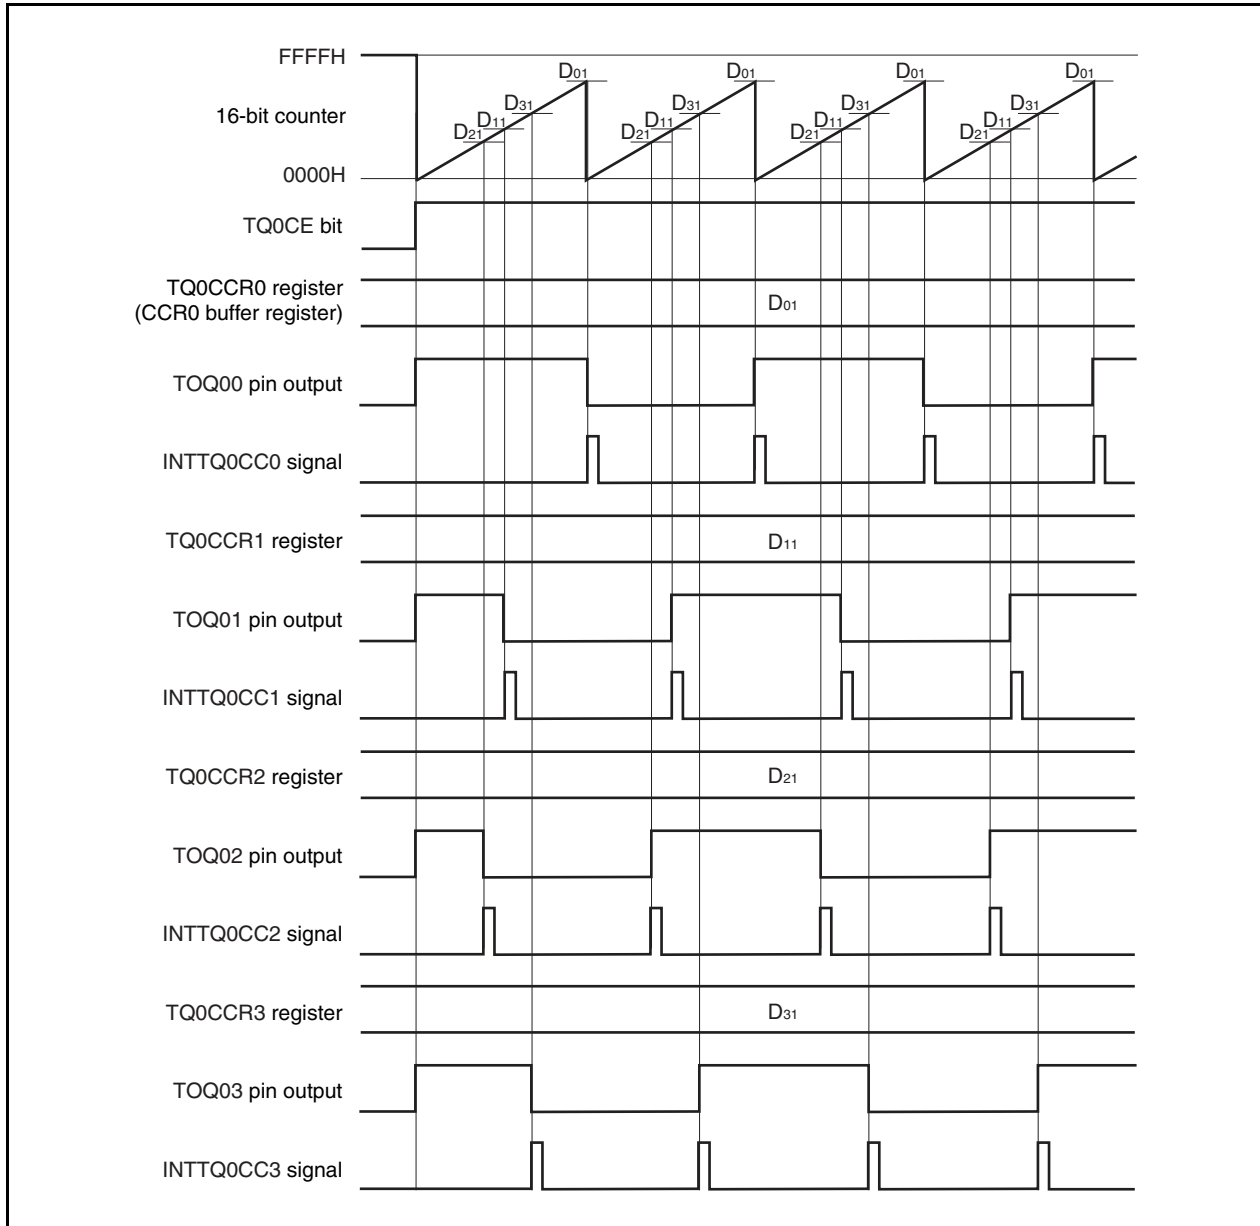 FFFFH
D01 D01 D01 D01
D31 D31 D31 D31
16-bit counter
D11 D11 D11 D11
D21 D21 D21 D21
0000H
TQ0CE bit
TQ0CCR0 register
(CCR0 buffer register)
D01
TOQ00 pin output
INTTQ0CC0 signal
TQ0CCR1 register
D11
TOQ01 pin output
INTTQ0CC1 signal
TQ0CCR2 register
D21
TOQ02 pin output
INTTQ0CC2 signal
TQ0CCR3 register
D31
TOQ03 pin output
INTTQ0CC3 signal